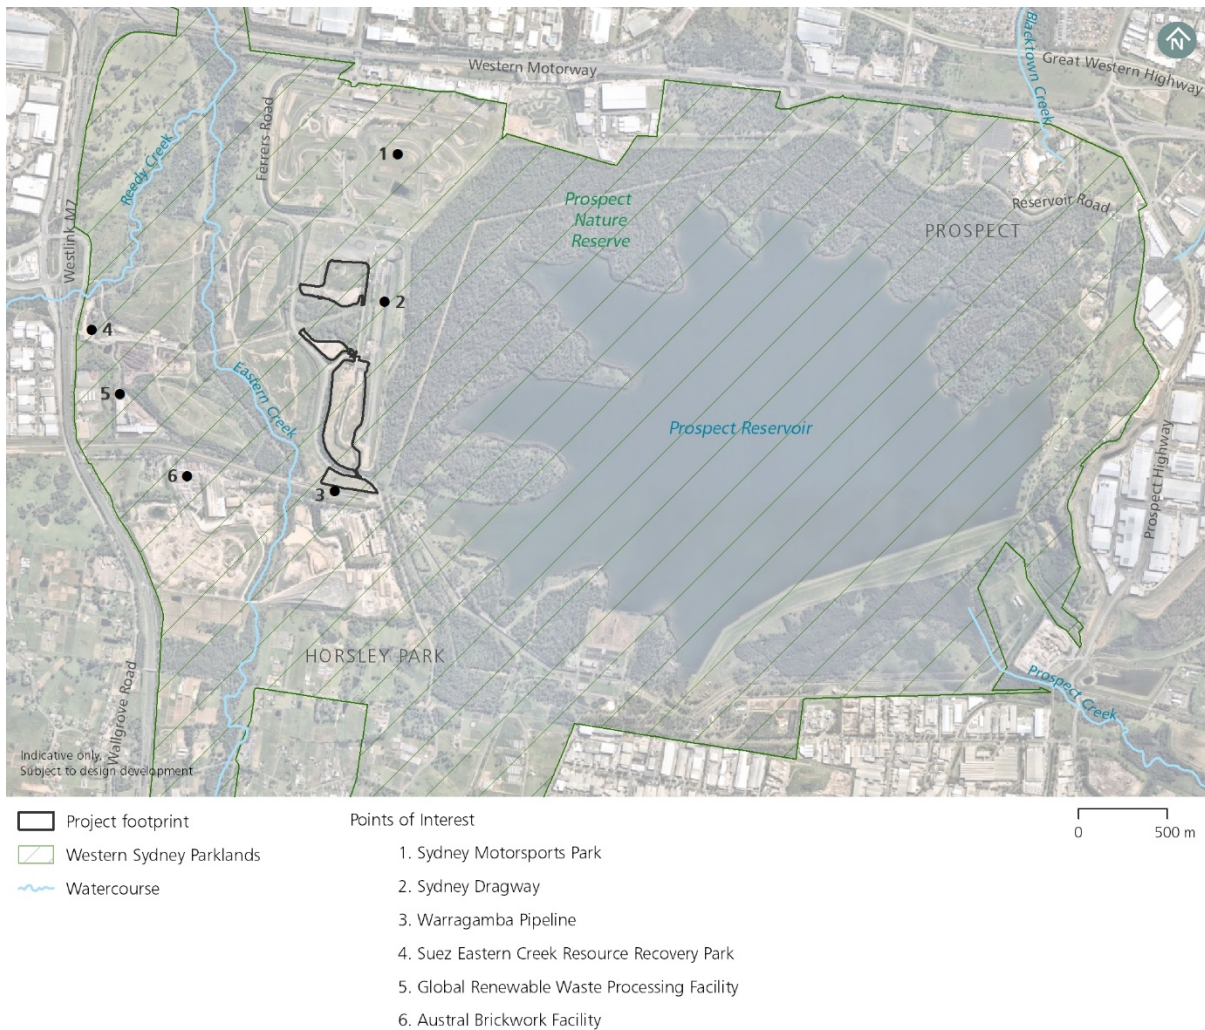 N
Blacktown Creek
Great Western Highway
Western Motorway
Ferrers Road
1
Reedy Creek
Prospect
Nature
Reserve
Reservoir Road
PROSPECT
Westlink M7
2
4
5
Eastern Creek
Prospect Reservoir
6
3
Prospect Highway
HORSLEY PARK
Wallgrove Road
Prospect Creek
Indicative only,
Subject to design development
Project footprint
Western Sydney Parklands
Watercourse
Points of Interest
1. Sydney Motorsports Park
2. Sydney Dragway
3. Warragamba Pipeline
4. Suez Eastern Creek Resource Recovery Park
5. Global Renewable Waste Processing Facility
6. Austral Brickwork Facility
0 500 m